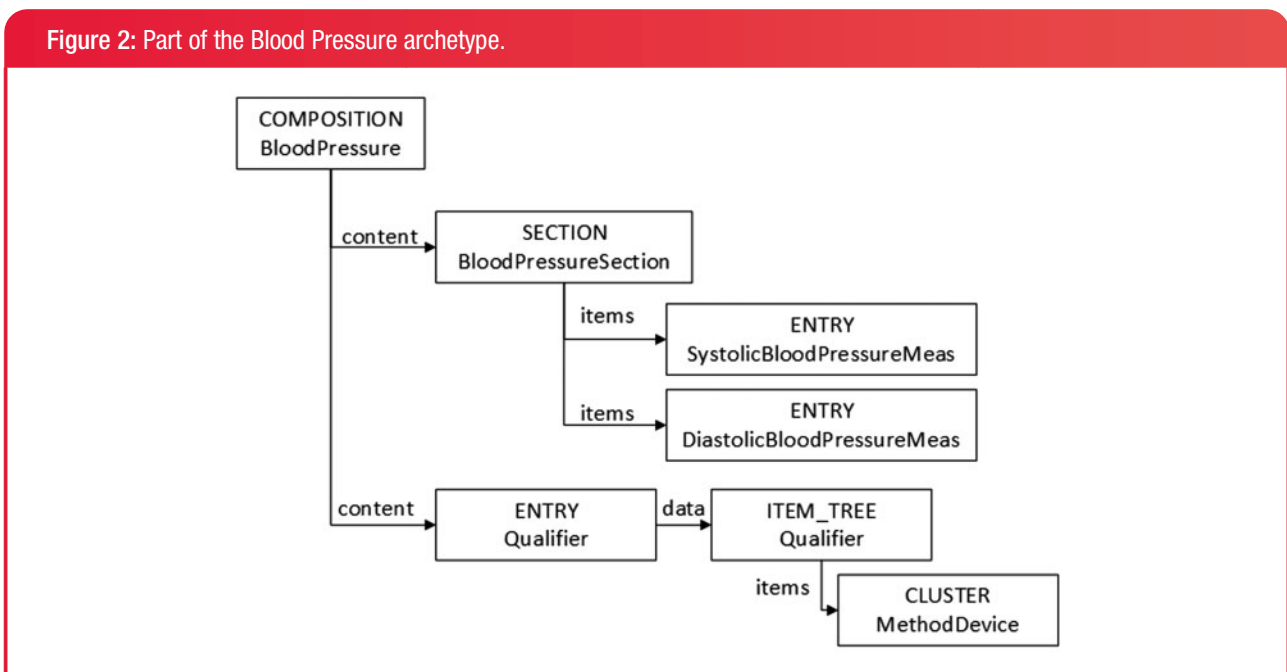 Figure 2: Part of the Blood Pressure archetype.
COMPOSITION
BloodPressure
content
SECTION
BloodPressureSection
items
ENTRY
SystolicBloodPressureMeas
items
ENTRY
DiastolicBloodPressureMeas
content
ENTRY
Qualifier
data
ITEM_TREE
Qualifier
items
CLUSTER
MethodDevice